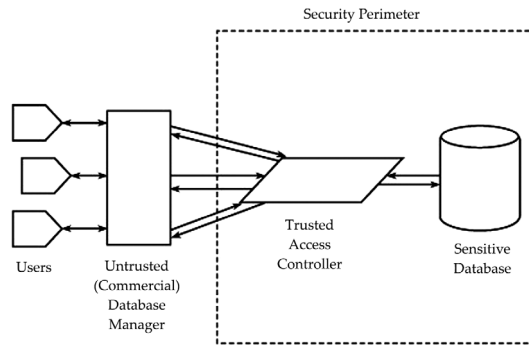 Security Perimeter
Users
Untrusted
(Commercial)
Database
Manager
Trusted
Access
Controller
Sensitive
Database